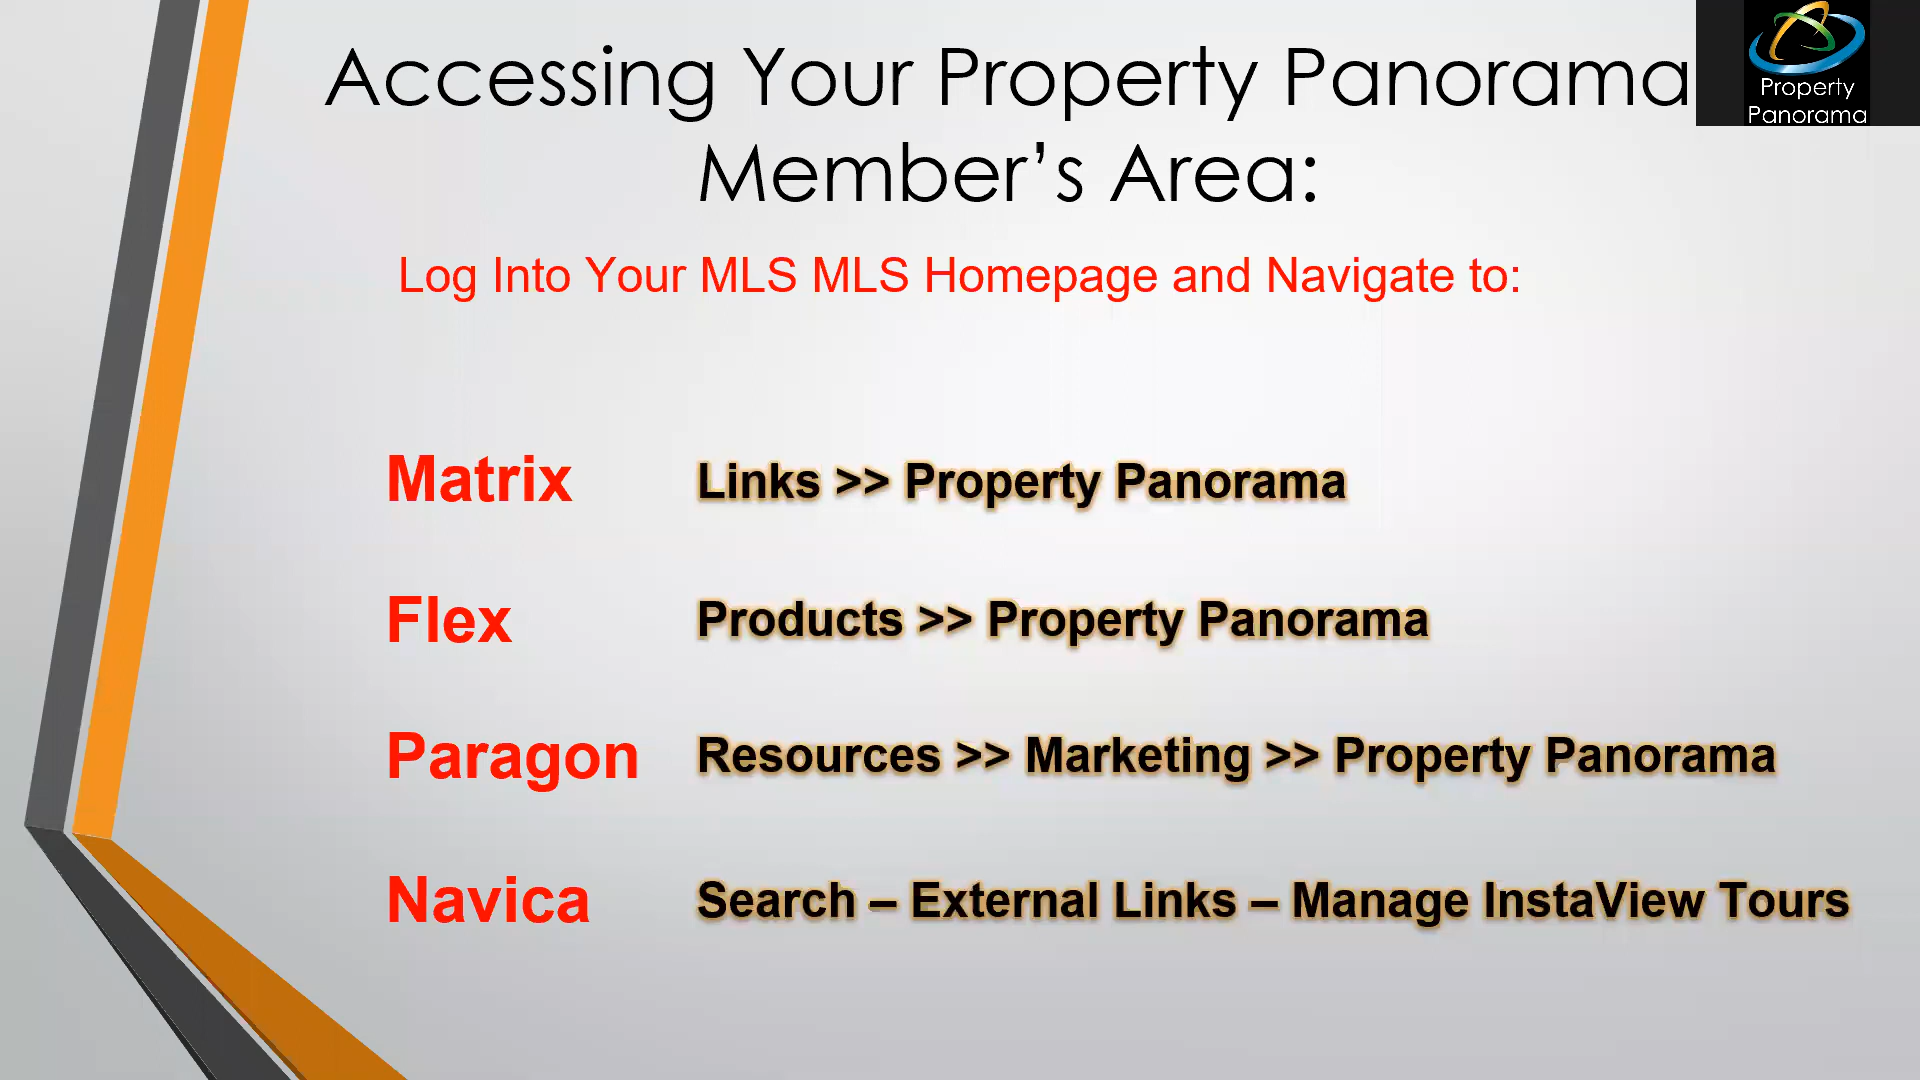 Accessing Your Property Panorama
Member’s Area:
Property
Panorama
Log Into Your MLS MLS Homepage and Navigate to:
Matrix Links >> Property Panorama
Flex Products >> Property Panorama
Paragon Resources >> Marketing >> Property Panorama
Navica Search – External Links – Manage InstaView Tours